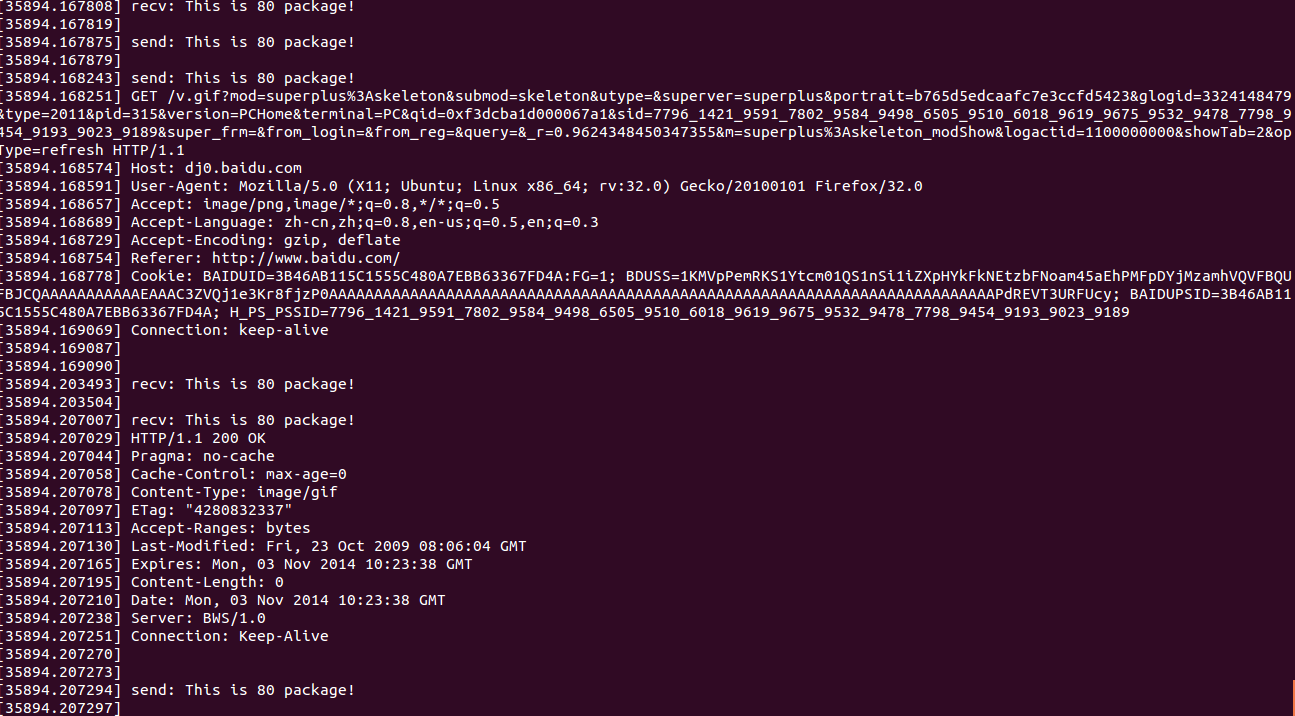 [35894.167808] recv: This is 80 package!
[35894.167819]
[35894.167875] send: This is 80 package!
[35894.167879]
[35894.168243] send: This is 80 package!
[35894.168251] GET /v.gif?mod=superplus%3Askeleton&submod=skeleton&utype=&superver=superplus&portrait=b765d5edcaafc7e3ccfd5423&glogid=3324148479
&type=2011&pid=315&version=PCHome&terminal=PC&qid=0xf3dcba1d000067a1&sid=7796_1421_9591_7802_9584_9498_6505_9510_6018_9619_9675_9532_9478_7798_9
454_9193_9023_9189&super_frm=&from_login=&from_reg=&query=&_r=0.9624348450347355&m=superplus%3Askeleton_modShow&logactid=1100000000&showTab=2&op
Type=refresh HTTP/1.1
[35894.168574] Host: dj0.baidu.com
[35894.168591] User-Agent: Mozilla/5.0 (X11; Ubuntu; Linux x86_64; rv:32.0) Gecko/20100101 Firefox/32.0
[35894.168657] Accept: image/png,image/*;q=0.8,*/*;q=0.5
[35894.168689] Accept-Language: zh-cn,zh;q=0.8,en-us;q=0.5,en;q=0.3
[35894.168729] Accept-Encoding: gzip, deflate
[35894.168754] Referer: http://www.baidu.com/
[35894.168778] Cookie: BAIDUID=3B46AB115C1555C480A7EBB63367FD4A:FG=1; BDUSS=1KMVpPemRKS1Ytcm01QS1nSi1iZXpHYkFkNEtzbFNoam45aEhPMFpDYjMzamhVQVFBQU
FBJCQAAAAAAAAAAAEAAAC3ZVQj1e3Kr8fjzP0AAAAAAAAAAAAAAAAAAAAAAAAAAAAAAAAAAAAAAAAAAAAAAAAAAAAAAAAAAAAAAAAAAAAAAAAAAPdREVT3URFUcy; BAIDUPSID=3B46AB11
5C1555C480A7EBB63367FD4A; H_PS_PSSID=7796_1421_9591_7802_9584_9498_6505_9510_6018_9619_9675_9532_9478_7798_9454_9193_9023_9189
[35894.169069] Connection: keep-alive
[35894.169087]
[35894.169090]
[35894.203493] recv: This is 80 package!
[35894.203504]
[35894.207007] recv: This is 80 package!
[35894.207029] HTTP/1.1 200 OK
[35894.207044] Pragma: no-cache
[35894.207058] Cache-Control: max-age=0
[35894.207078] Content-Type: image/gif
[35894.207097] ETag: "4280832337"
[35894.207113] Accept-Ranges: bytes
[35894.207130] Last-Modified: Fri, 23 Oct 2009 08:06:04 GMT
[35894.207165] Expires: Mon, 03 Nov 2014 10:23:38 GMT
[35894.207195] Content-Length: 0
[35894.207210] Date: Mon, 03 Nov 2014 10:23:38 GMT
[35894.207238] Server: BWS/1.0
[35894.207251] Connection: Keep-Alive
[35894.207270]
[35894.207273]
[35894.207294] send: This is 80 package!
[35894.207297]